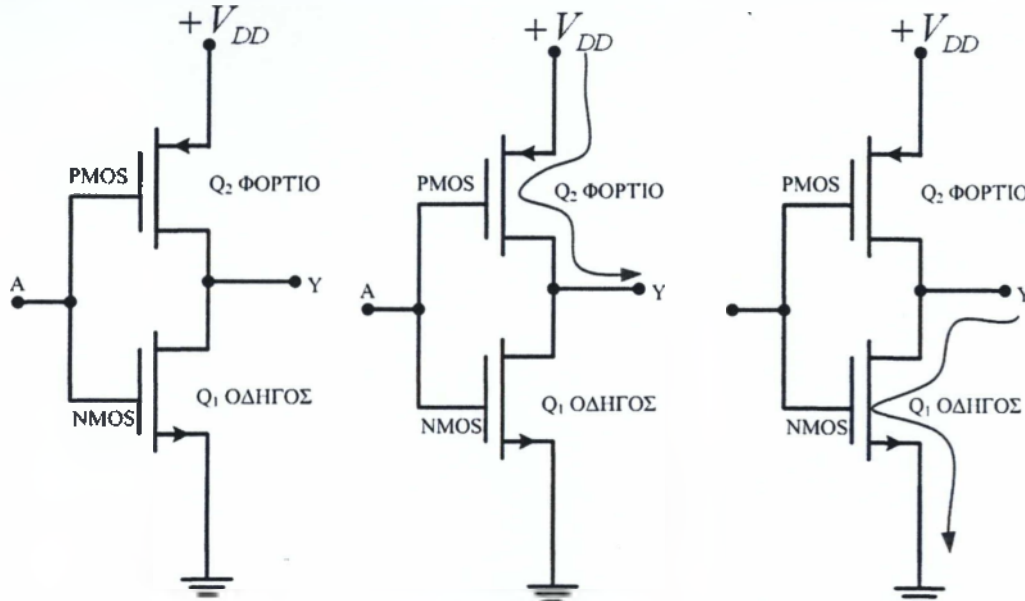 +V DD
PMOS
Q2 ΦΟΡΤΙΟ
A
Y
Q1 ΟΔΗΓΟΣ
NMOS
+V DD
PMOS
Q2 ΦΟΡΤΙΟ
A
Y
Q1 ΟΔΗΓΟΣ
NMOS
+V DD
PMOS
Q2 ΦΟΡΤΙΟ
Y
Q1 ΟΔΗΓΟΣ
NMOS